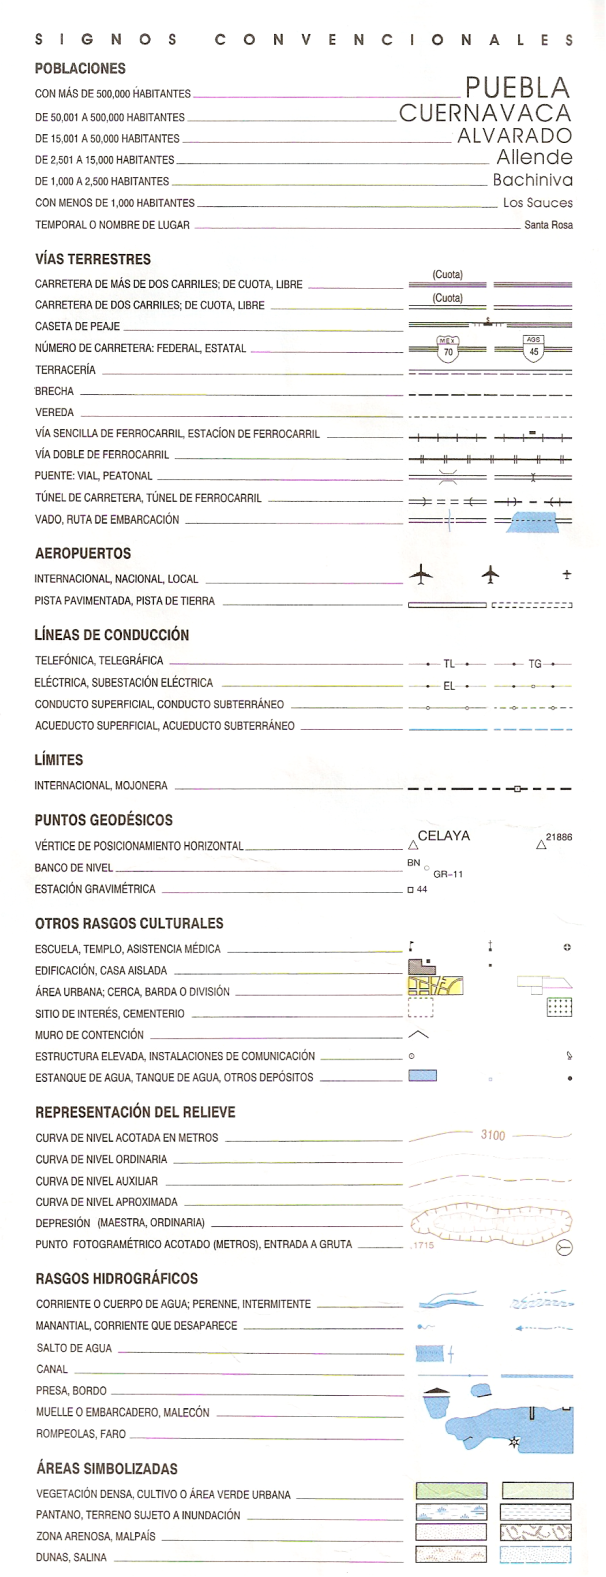 SIGNOS CONVENCIONALES
POBLACIONES
CON MÁS DE 500,000 HABITANTES PUEBLA
DE 50,001 A 500,000 HABITANTES CUERNAVACA
DE 15,001 A 50,000 HABITANTES ALVARADO
DE 2,501 A 15,000 HABITANTES Allende
DE 1,000 A 2,500 HABITANTES Bachiniva
CON MENOS DE 1,000 HABITANTES Los Sauces
TEMPORAL O NOMBRE DE LUGAR Santa Rosa
VÍAS TERRESTRES
CARRETERA DE MÁS DE DOS CARRILES; DE CUOTA, LIBRE (Cuota)
CARRETERA DE DOS CARRILES; DE CUOTA, LIBRE (Cuota)
CASETA DE PEAJE $
NÚMERO DE CARRETERA: FEDERAL, ESTATAL MEX 70 AGS 45
TERRACERÍA
BRECHA
VEREDA
VÍA SENCILLA DE FERROCARRIL, ESTACÍON DE FERROCARRIL
VÍA DOBLE DE FERROCARRIL
PUENTE: VIAL, PEATONAL
TÚNEL DE CARRETERA, TÚNEL DE FERROCARRIL
VADO, RUTA DE EMBARCACIÓN
AEROPUERTOS
INTERNACIONAL, NACIONAL, LOCAL
PISTA PAVIMENTADA, PISTA DE TIERRA
LÍNEAS DE CONDUCCIÓN
TELEFÓNICA, TELEGRÁFICA TL TG
ELÉCTRICA, SUBESTACIÓN ELÉCTRICA EL
CONDUCTO SUPERFICIAL, CONDUCTO SUBTERRÁNEO
ACUEDUCTO SUPERFICIAL, ACUEDUCTO SUBTERRÁNEO
LÍMITES
INTERNACIONAL, MOJONERA
PUNTOS GEODÉSICOS
VÉRTICE DE POSICIONAMIENTO HORIZONTAL CELAYA 21886
BANCO DE NIVEL BN GR-11
ESTACIÓN GRAVIMÉTRICA 44
OTROS RASGOS CULTURALES
ESCUELA, TEMPLO, ASISTENCIA MÉDICA
EDIFICACIÓN, CASA AISLADA
ÁREA URBANA; CERCA, BARDA O DIVISIÓN
SITIO DE INTERÉS, CEMENTERIO
MURO DE CONTENCIÓN
ESTRUCTURA ELEVADA, INSTALACIONES DE COMUNICACIÓN
ESTANQUE DE AGUA, TANQUE DE AGUA, OTROS DEPÓSITOS
REPRESENTACIÓN DEL RELIEVE
CURVA DE NIVEL ACOTADA EN METROS 3100
CURVA DE NIVEL ORDINARIA
CURVA DE NIVEL AUXILIAR
CURVA DE NIVEL APROXIMADA
DEPRESIÓN (MAESTRA, ORDINARIA)
PUNTO FOTOGRAMÉTRICO ACOTADO (METROS), ENTRADA A GRUTA .1715
RASGOS HIDROGRÁFICOS
CORRIENTE O CUERPO DE AGUA; PERENNE, INTERMITENTE
MANANTIAL, CORRIENTE QUE DESAPARECE
SALTO DE AGUA
CANAL
PRESA, BORDO
MUELLE O EMBARCADERO, MALECÓN
ROMPEOLAS, FARO
ÁREAS SIMBOLIZADAS
VEGETACIÓN DENSA, CULTIVO O ÁREA VERDE URBANA
PANTANO, TERRENO SUJETO A INUNDACIÓN
ZONA ARENOSA, MALPAÍS
DUNAS, SALINA